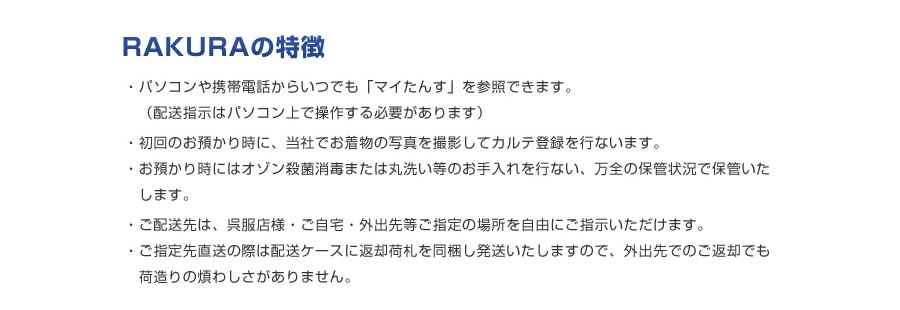 RAKURAの特徴
・パソコンや携帯電話からいつでも「マイたんす」を参照できます。
（配送指示はパソコン上で操作する必要があります）
・初回のお預かり時に、当社でお着物の写真を撮影してカルテ登録を行ないます。
・お預かり時にはオゾン殺菌消毒または丸洗い等のお手入れを行ない、万全の保管状況で保管いた
します。
・ご配送先は、呉服店様・ご自宅・外出先等ご指定の場所を自由にご指示いただけます。
・ご指定先直送の際は配送ケースに返却荷札を同梱し発送いたしますので、外出先でのご返却でも
荷造りの煩わしさがありません。